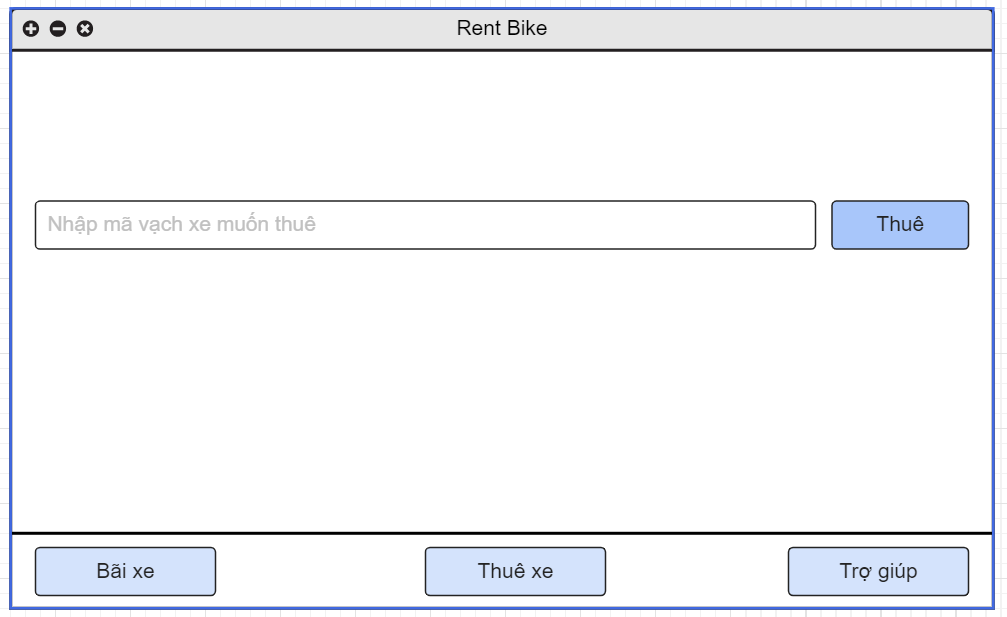 Rent Bike
Nhập mã vạch xe muốn thuê
Thuê
Bãi xe
Thuê xe
Trợ giúp